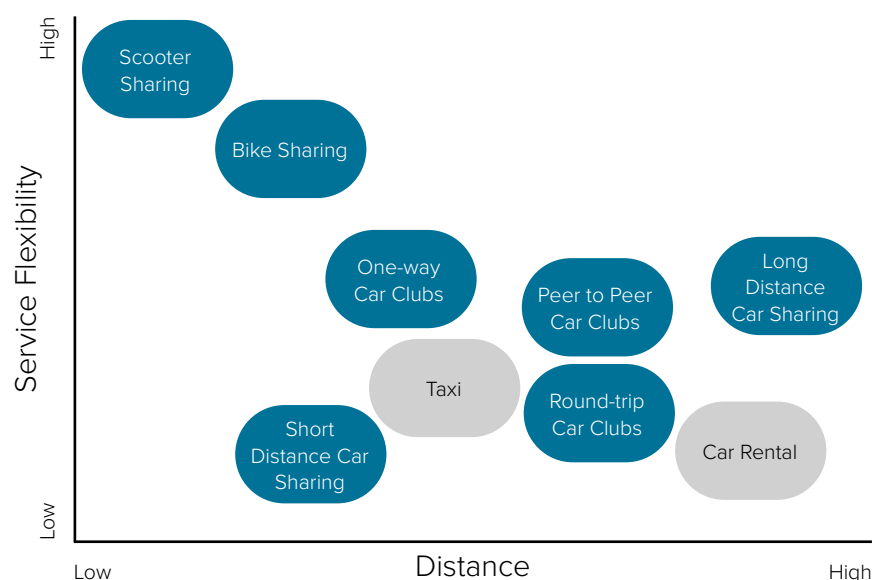 High
Scooter
Sharing
Bike Sharing
Service Flexibility
One-way
Car Clubs
Peer to Peer
Car Clubs
Long
Distance
Car Sharing
Taxi
Round-trip
Car Clubs
Short
Distance Car
Sharing
Car Rental
Low
Low
Distance
High